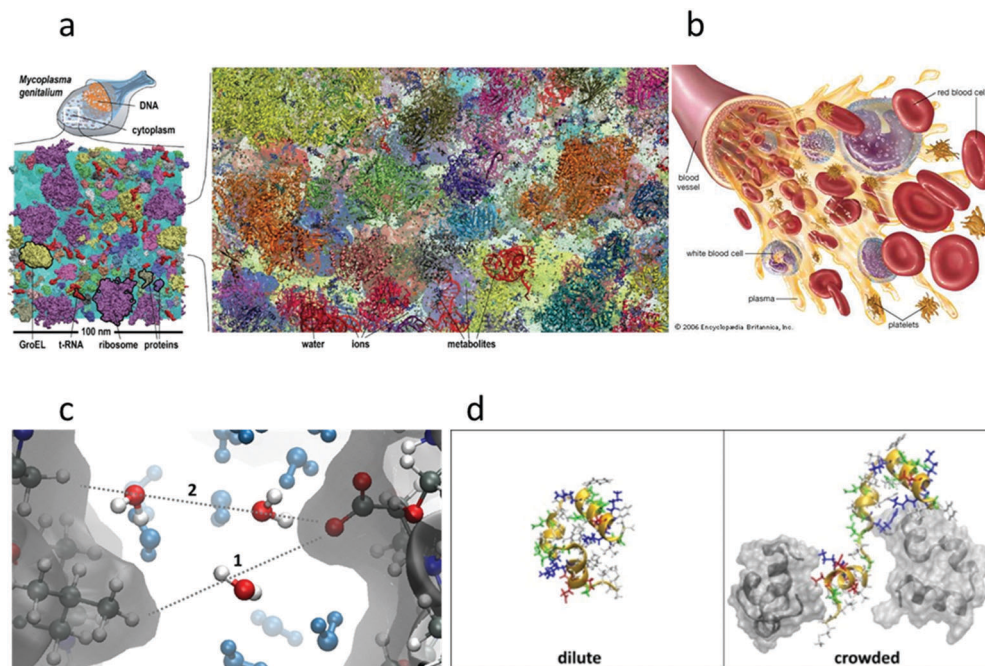 a
b
Mycoplasma
genitalium
DNA
cytoplasm
100 nm
GroEL t-RNA ribosome proteins
water ions metabolites
red blood cell
blood
vessel
white blood cell
plasma
platelets
© 2006 Encyclopædia Britannica, Inc.
c
d
2
1
dilute
crowded